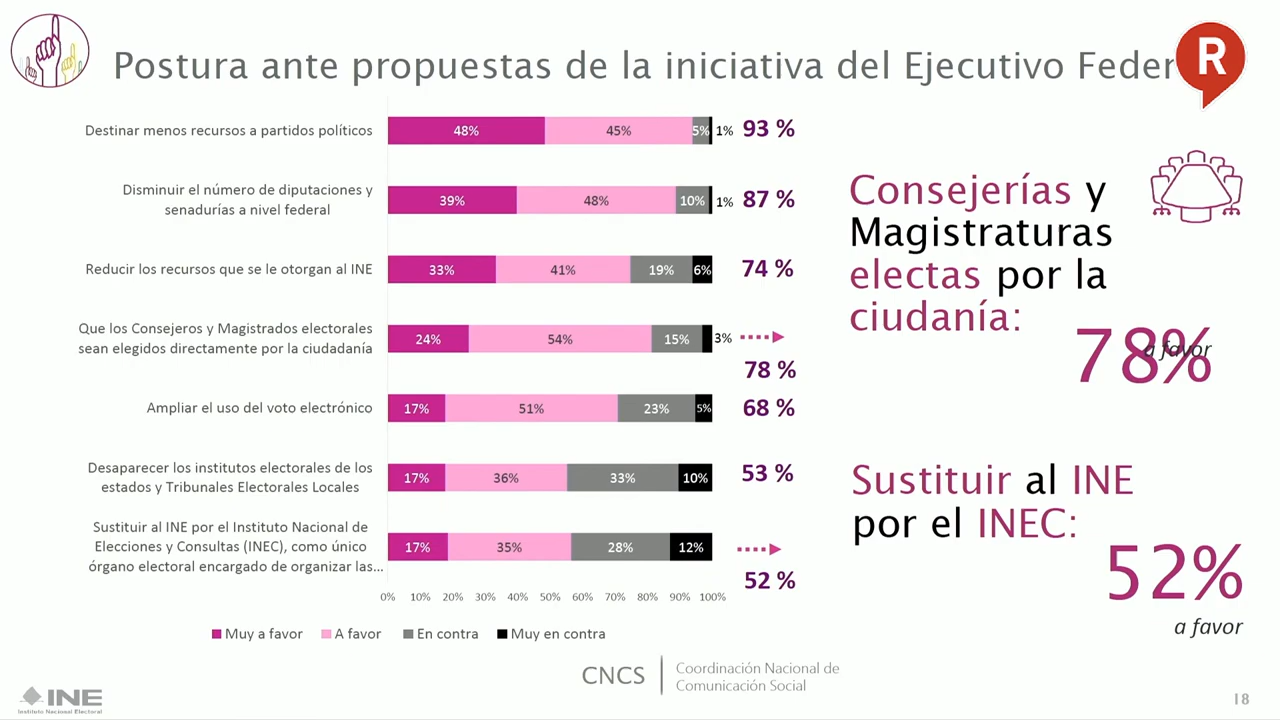 Postura ante propuestas de la iniciativa del Ejecutivo Feder
R
Destinar menos recursos a partidos políticos
48% 45% 5% 1% 93 %
Disminuir el número de diputaciones y
senadurías a nivel federal
39% 48% 10% 1% 87 %
Reducir los recursos que se le otorgan al INE
33% 41% 19% 6% 74 %
Que los Consejeros y Magistrados electorales
sean elegidos directamente por la ciudadanía
24% 54% 15% 3%
78 %
Ampliar el uso del voto electrónico
17% 51% 23% 5% 68 %
Desaparecer los institutos electorales de los
estados y Tribunales Electorales Locales
17% 36% 33% 10% 53 %
Sustituir al INE por el Instituto Nacional de
Elecciones y Consultas (INEC), como único
órgano electoral encargado de organizar las...
17% 35% 28% 12%
52 %
0% 10% 20% 30% 40% 50% 60% 70% 80% 90% 100%
Muy a favor A favor En contra Muy en contra
Consejerías y
Magistraturas
electas por la
ciudanía:
78%
a favor
Sustituir al INE
por el INEC:
52%
a favor
CNCS
Coordinación Nacional de
Comunicación Social
INE
Instituto Nacional Electoral
18